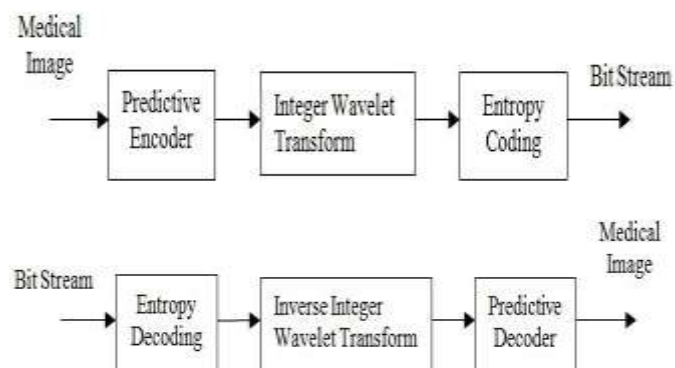 Medical
Image
Predictive
Encoder
Integer Wavelet
Transform
Entropy
Coding
Bit Stream
Medical
Image
Bit Stream
Entropy
Decoding
Inverse Integer
Wavelet Transform
Predictive
Decoder